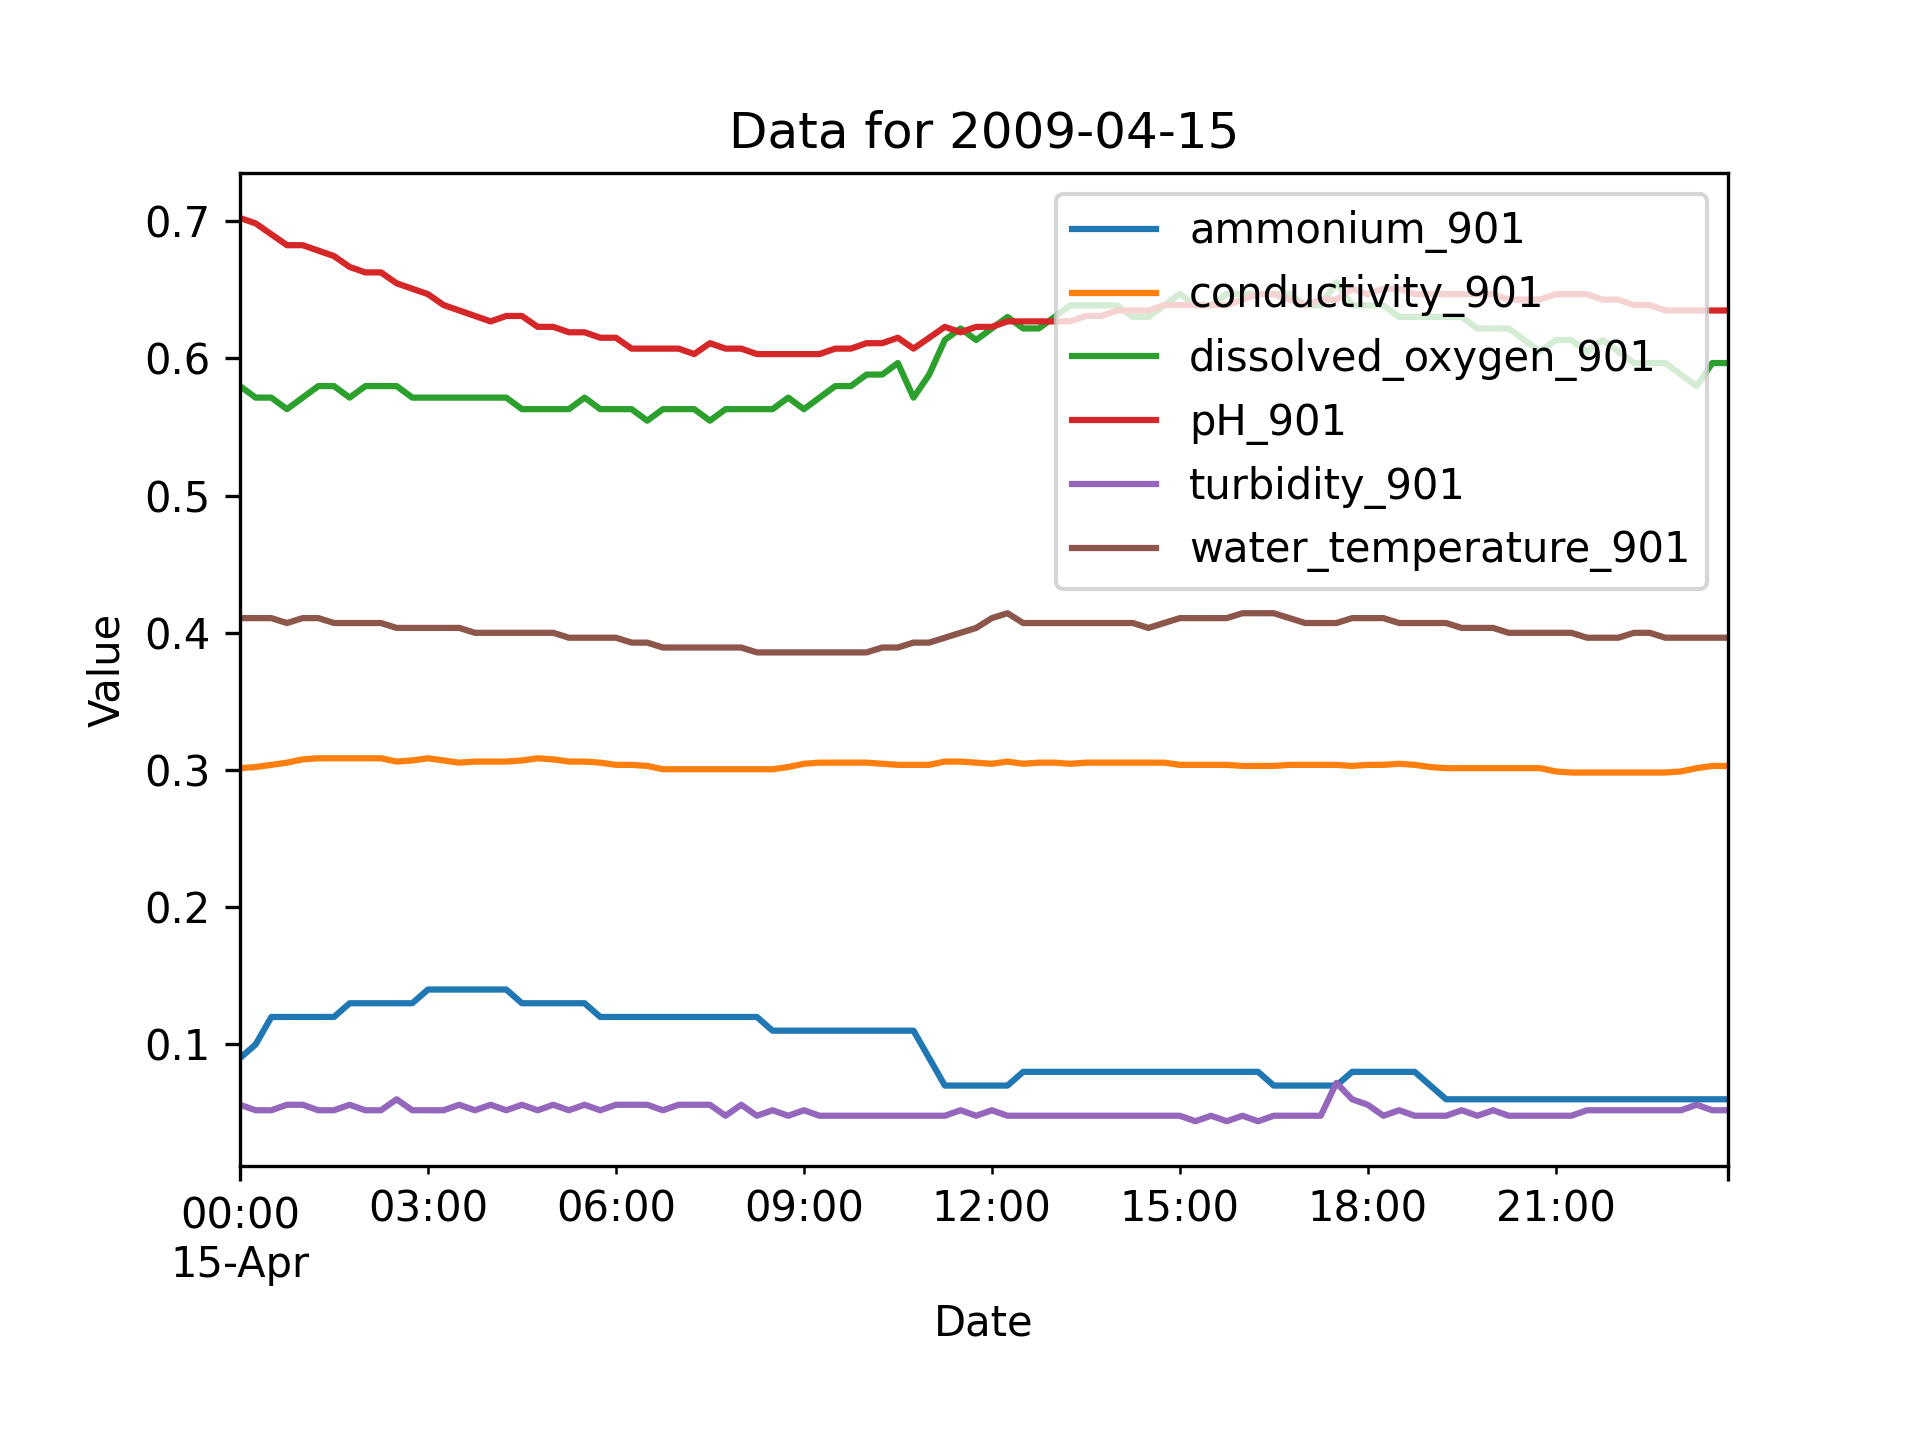 Data for 2009-04-15
0.7
0.6
0.5
0.4
0.3
0.2
0.1
Value
ammonium_901
conductivity_901
dissolved_oxygen_901
pH_901
turbidity_901
water_temperature_901
00:00 03:00 06:00 09:00 12:00 15:00 18:00 21:00
15-Apr
Date